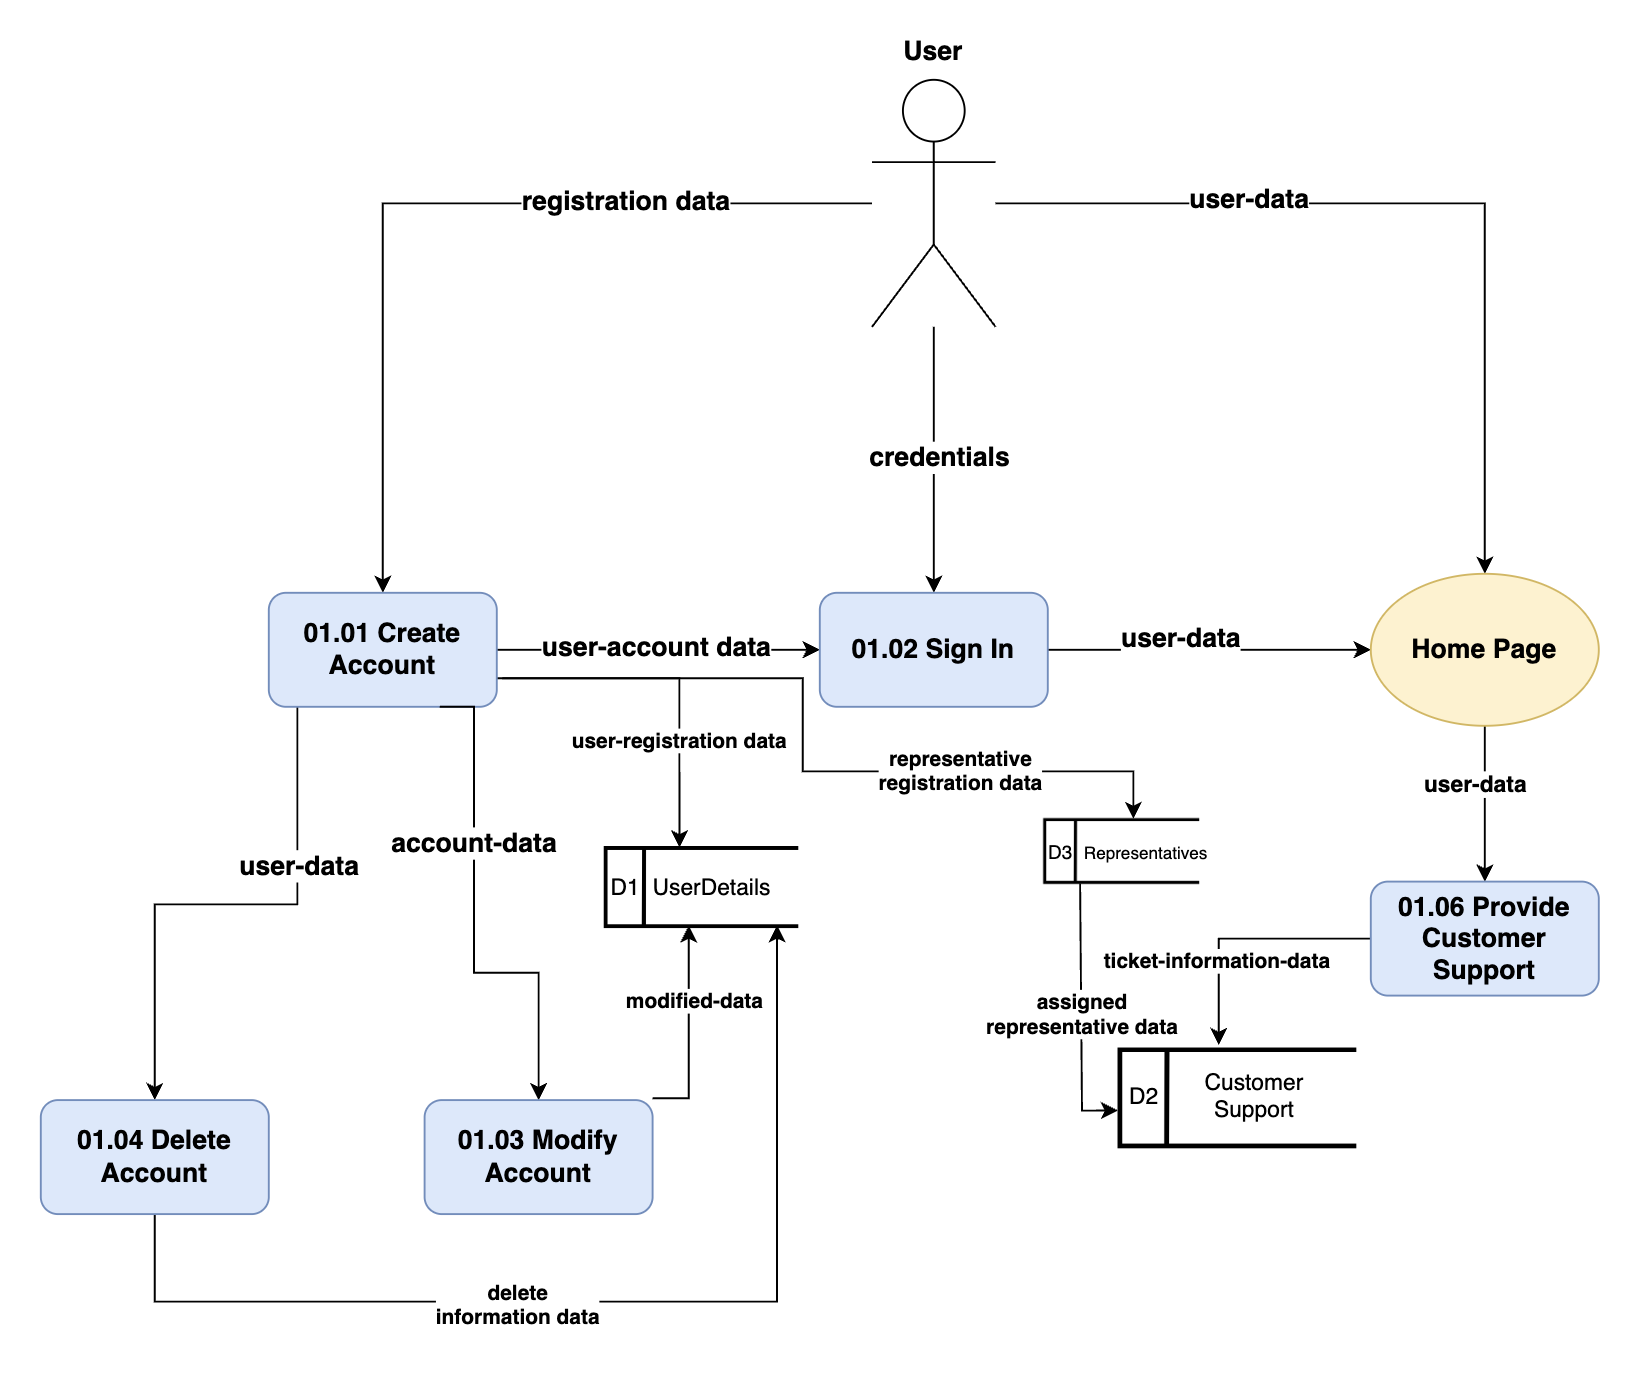 User
registration data
user-data
credentials
01.01 Create
Account
user-account data
01.02 Sign In
user-data
Home Page
user-registration data
representative
registration data
user-data
account-data
user-data
D1
UserDetails
D3
Representatives
01.06 Provide
Customer
Support
ticket-information-data
modified-data
assigned
representative data
D2
Customer
Support
01.04 Delete
Account
01.03 Modify
Account
delete
information data